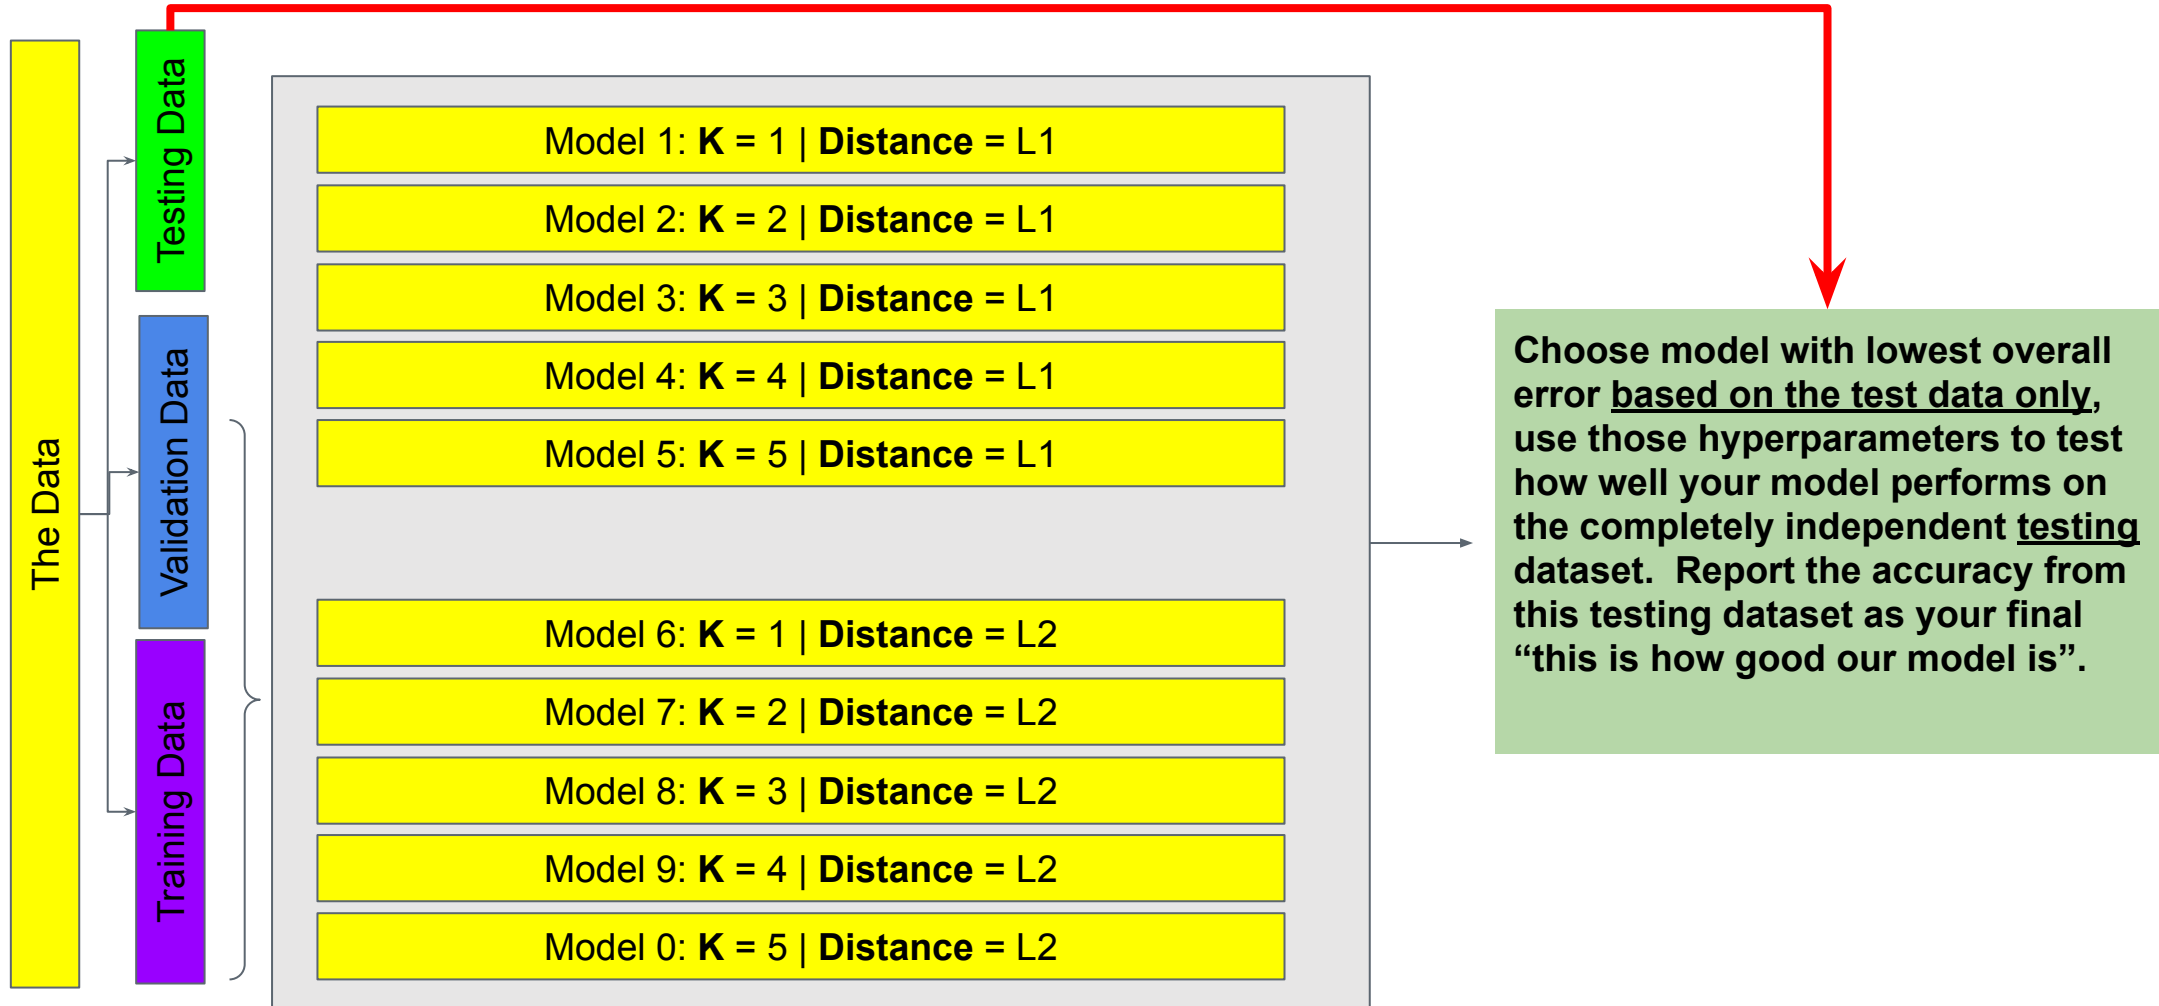 The Data
Testing Data
Validation Data
Training Data
Model 1: K = 1 | Distance = L1
Model 2: K = 2 | Distance = L1
Model 3: K = 3 | Distance = L1
Model 4: K = 4 | Distance = L1
Model 5: K = 5 | Distance = L1
Model 6: K = 1 | Distance = L2
Model 7: K = 2 | Distance = L2
Model 8: K = 3 | Distance = L2
Model 9: K = 4 | Distance = L2
Model 0: K = 5 | Distance = L2
Choose model with lowest overall
error based on the test data only,
use those hyperparameters to test
how well your model performs on
the completely independent testing
dataset.  Report the accuracy from
this testing dataset as your final
“this is how good our model is”.